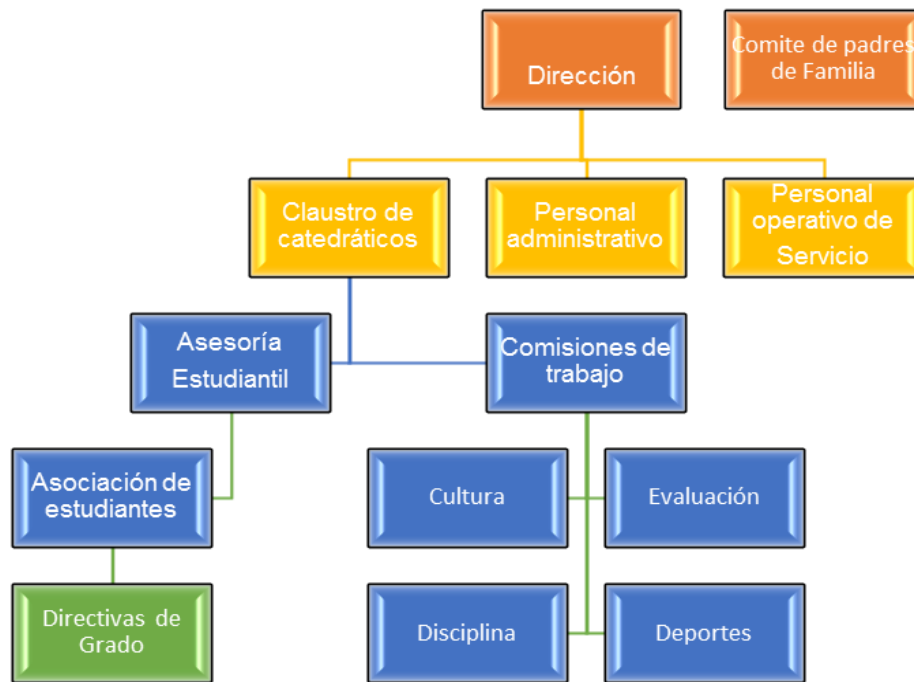 Dirección
Comite de padres
de Familia
Claustro de
catedráticos
Personal
administrativo
Personal
operativo de
Servicio
Asesoría
Estudiantil
Comisiones de
trabajo
Asociación de
estudiantes
Cultura
Evaluación
Directivas de
Grado
Disciplina
Deportes